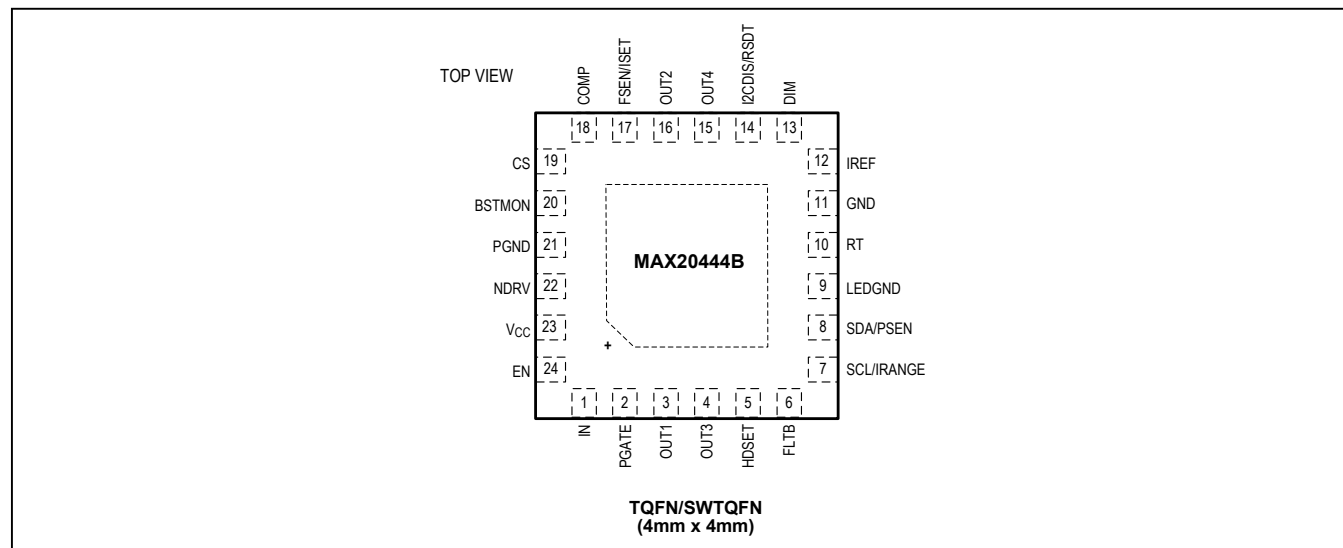 TOP VIEW
COMP
FSEN/ISET
OUT2
OUT4
I2CDIS/RSDT
DIM
18 17 16 15 14 13
CS 19 12 IREF
BSTMON 20 11 GND
PGND 21 10 RT
MAX20444B
NDRV 22 9 LEDGND
VCC 23 8 SDA/PSEN
+
EN 24 7 SCL/IRANGE
1 2 3 4 5 6
IN
PGATE
OUT1
OUT3
HDSET
FLTB
TQFN/SWTQFN
(4mm x 4mm)